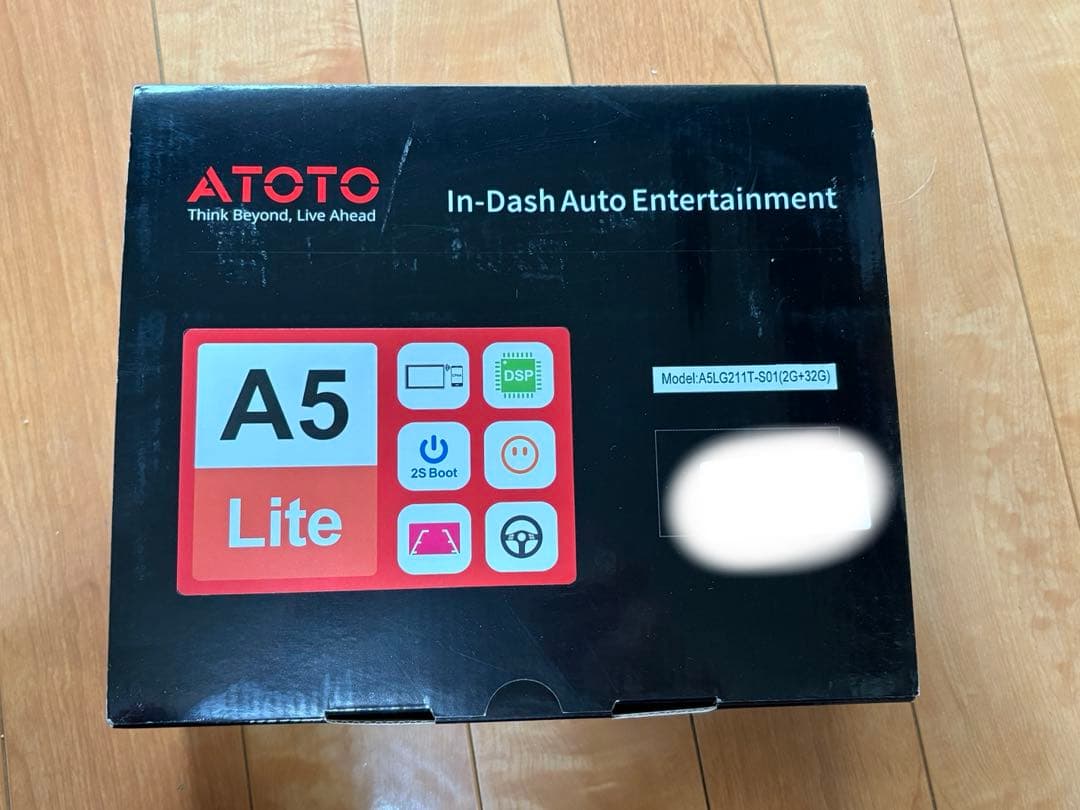 ATOTO
Think Beyond, Live Ahead
In-Dash Auto Entertainment
A5
Lite
DSP
2S Boot
Model:A5LG211T-S01(2G+32G)